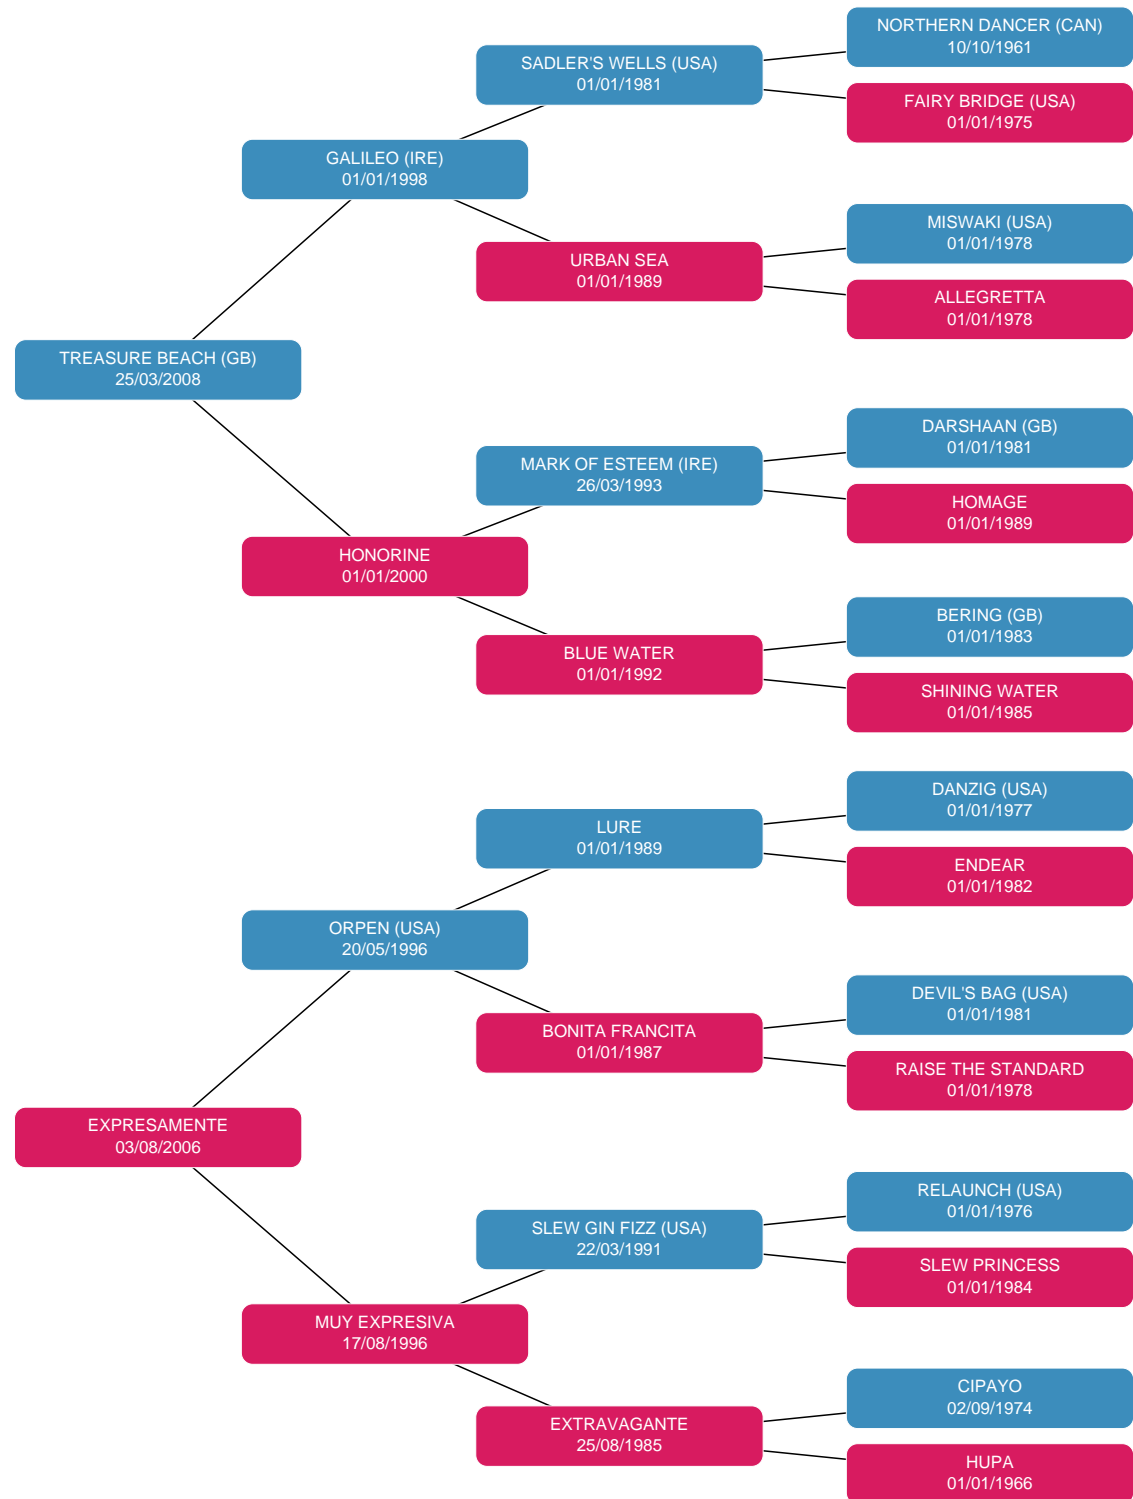 NORTHERN DANCER (CAN)
10/10/1961
SADLER'S WELLS (USA)
01/01/1981
FAIRY BRIDGE (USA)
01/01/1975
GALILEO (IRE)
01/01/1998
MISWAKI (USA)
01/01/1978
URBAN SEA
01/01/1989
ALLEGRETTA
01/01/1978
TREASURE BEACH (GB)
25/03/2008
DARSHAAN (GB)
01/01/1981
MARK OF ESTEEM (IRE)
26/03/1993
HOMAGE
01/01/1989
HONORINE
01/01/2000
BERING (GB)
01/01/1983
BLUE WATER
01/01/1992
SHINING WATER
01/01/1985
DANZIG (USA)
01/01/1977
LURE
01/01/1989
ENDEAR
01/01/1982
ORPEN (USA)
20/05/1996
DEVIL'S BAG (USA)
01/01/1981
BONITA FRANCITA
01/01/1987
RAISE THE STANDARD
01/01/1978
EXPRESAMENTE
03/08/2006
RELAUNCH (USA)
01/01/1976
SLEW GIN FIZZ (USA)
22/03/1991
SLEW PRINCESS
01/01/1984
MUY EXPRESIVA
17/08/1996
CIPAYO
02/09/1974
EXTRAVAGANTE
25/08/1985
HUPA
01/01/1966